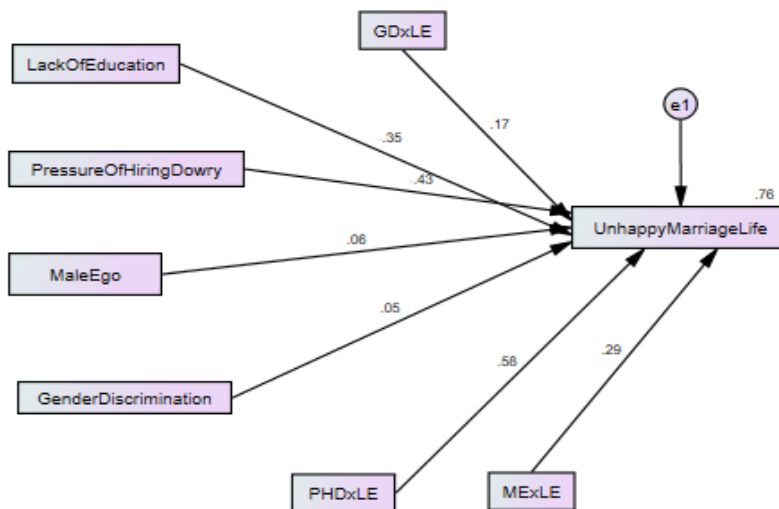 GDxLE
LackOfEducation
e1
.17
-.35
PressureOfHiringDowry
-.43
.76
UnhappyMarriageLife
.06
MaleEgo
.05
GenderDiscrimination
.58
.29
PHDxLE
MExLE